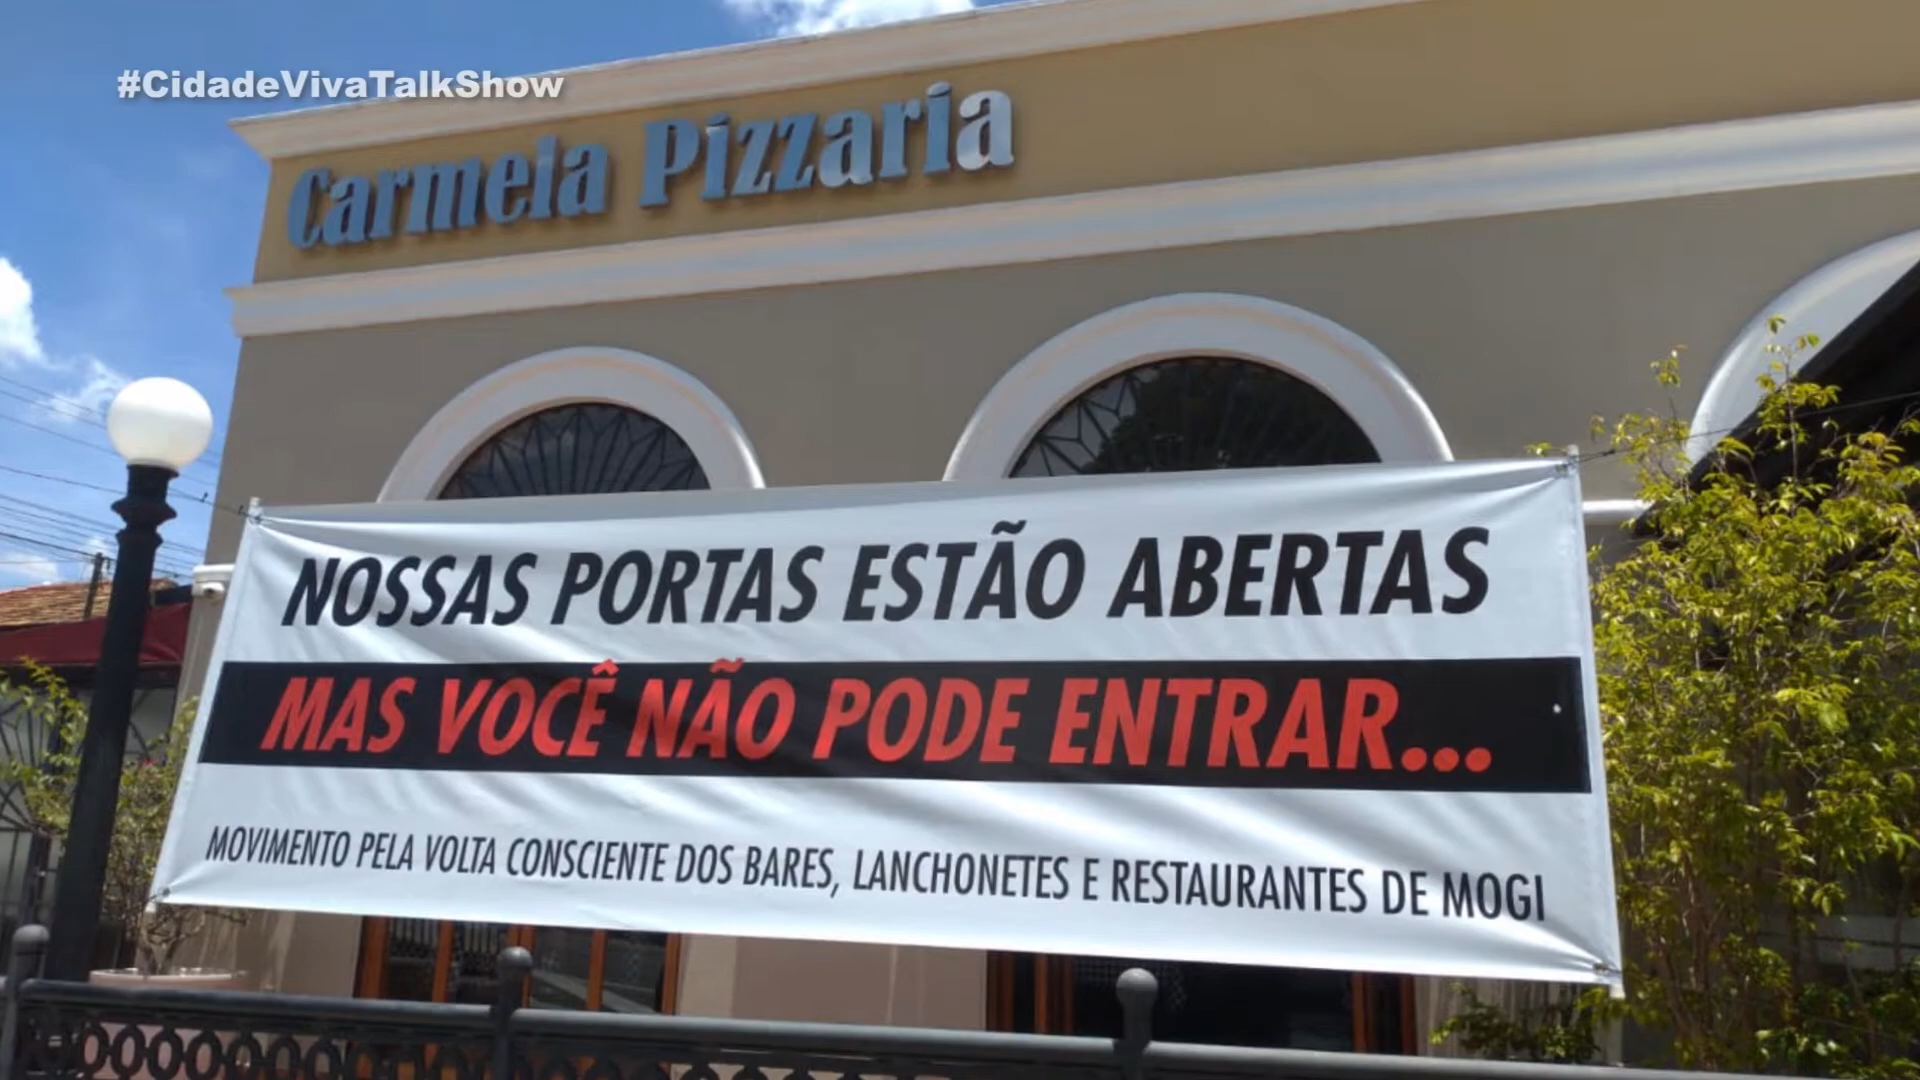 #CidadeVivaTalkShow
Carmela Pizzaria
NOSSAS PORTAS ESTÃO ABERTAS
MAS VOCÊ NÃO PODE ENTRAR...
MOVIMENTO PELA VOLTA CONSCIENTE DOS BARES, LANCHONETES E RESTAURANTES DE MOGI